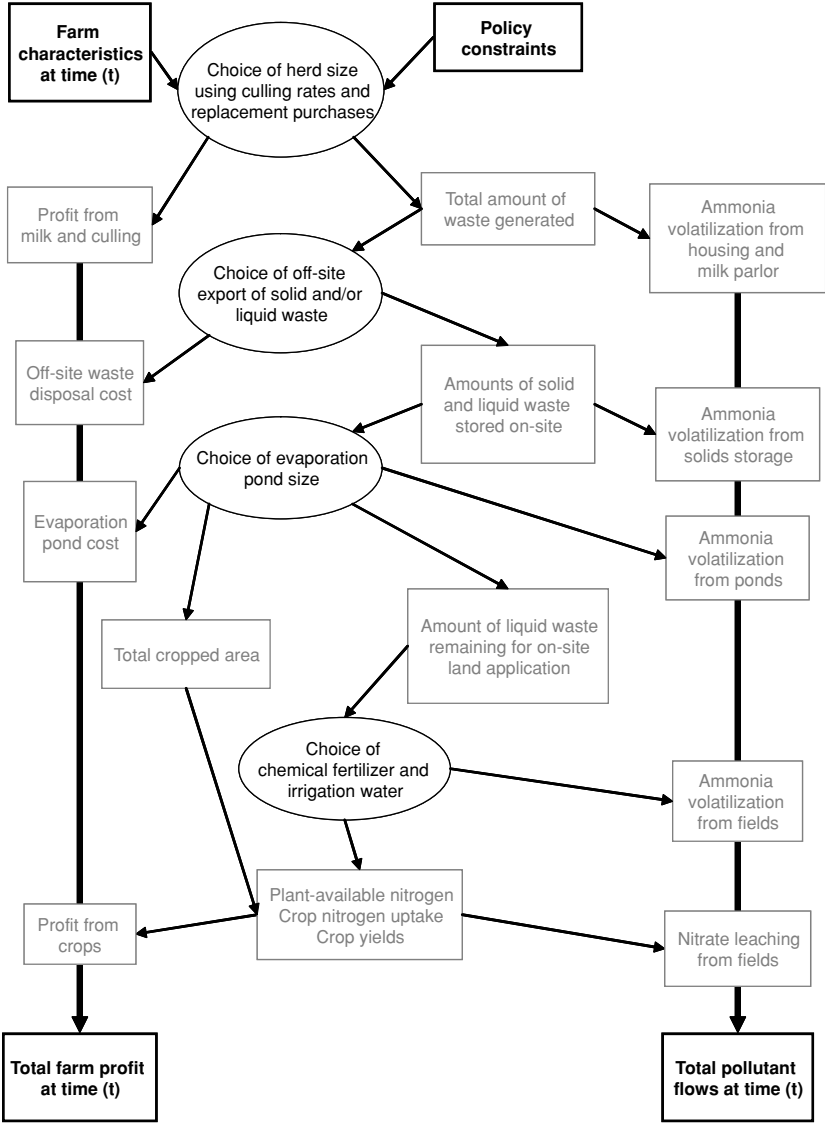 Farm
characteristics
at time (t)
Policy
constraints
Choice of herd size
using culling rates and
replacement purchases
Profit from
milk and culling
Total amount of
waste generated
Ammonia
volatilization from
housing and
milk parlor
Choice of off-site
export of solid and/or
liquid waste
Off-site waste
disposal cost
Amounts of solid
and liquid waste
stored on-site
Ammonia
volatilization from
solids storage
Choice of evaporation
pond size
Evaporation
pond cost
Ammonia
volatilization
from ponds
Total cropped area
Amount of liquid waste
remaining for on-site
land application
Choice of
chemical fertilizer and
irrigation water
Ammonia
volatilization
from fields
Profit from
crops
Plant-available nitrogen
Crop nitrogen uptake
Crop yields
Nitrate leaching
from fields
Total farm profit
at time (t)
Total pollutant
flows at time (t)